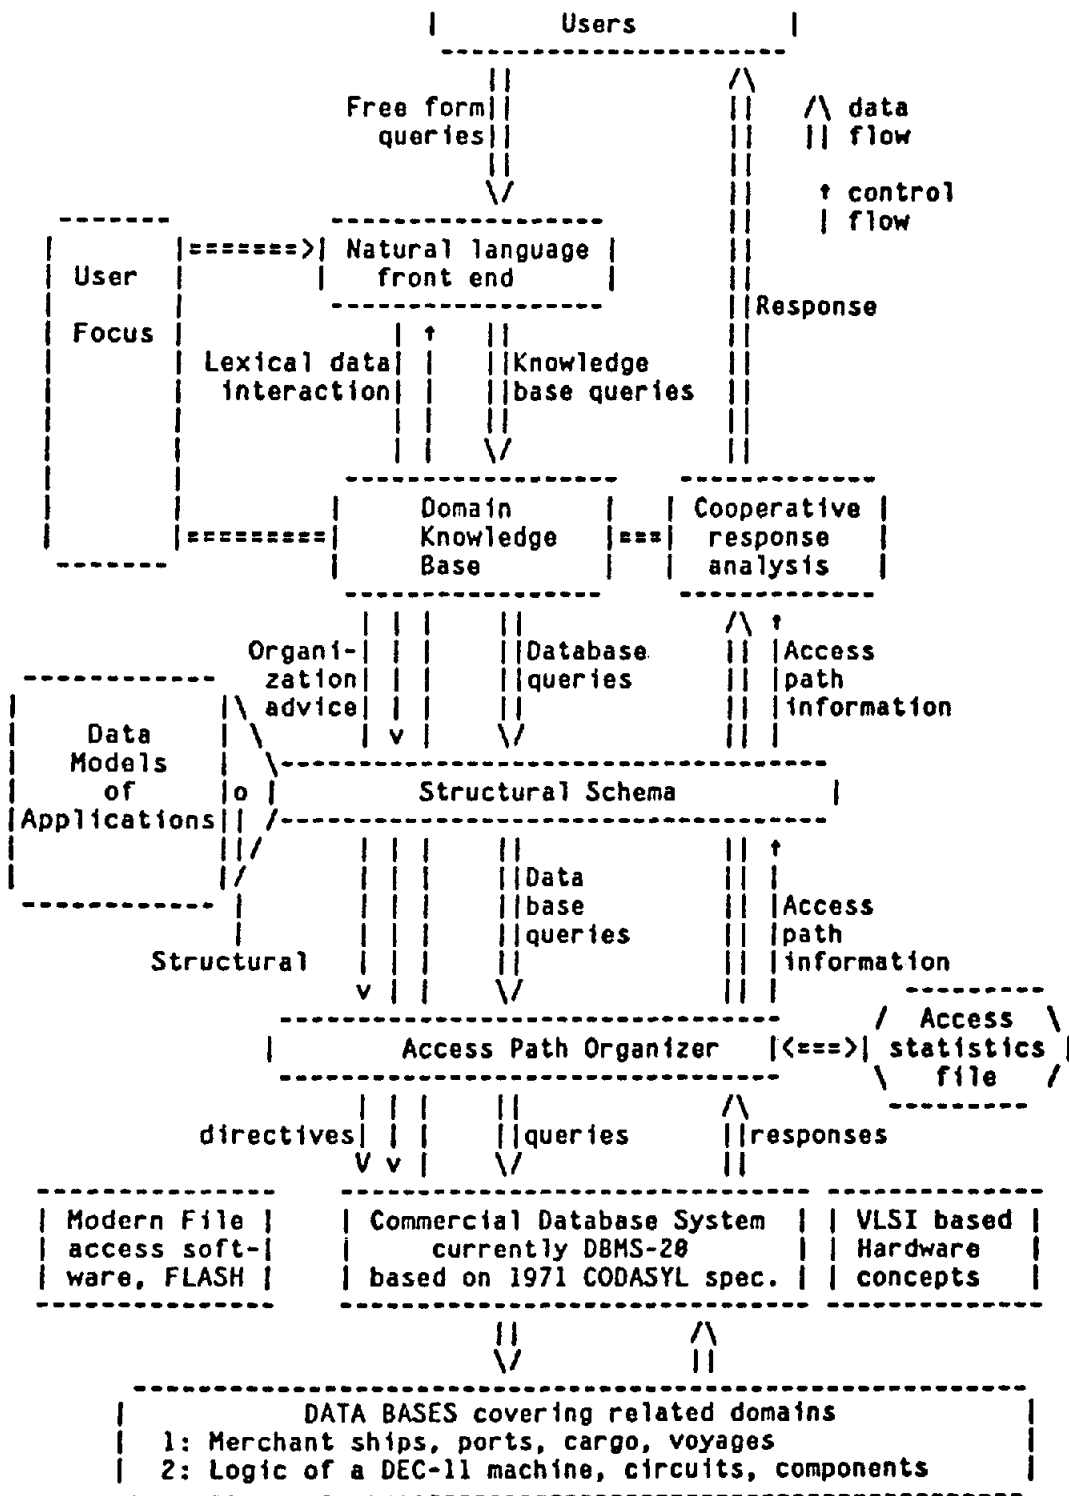 Users
Free form
queries
data
flow
control
flow
User
Focus
Natural language
front end
Response
Lexical data
interaction
Knowledge
base queries
Domain
Knowledge
Base
Cooperative
response
analysis
Organi-
zation
advice
Database
queries
Access
path
information
Data
Models
of
Applications
Structural Schema
Data
base
queries
Access
path
information
Structural
Access Path Organizer
Access
statistics
file
directives
queries
responses
Modern File
access soft-
ware, FLASH
Commercial Database System
currently DBMS-20
based on 1971 CODASYL spec.
VLSI based
Hardware
concepts
DATA BASES covering related domains
1: Merchant ships, ports, cargo, voyages
2: Logic of a DEC-11 machine, circuits, components